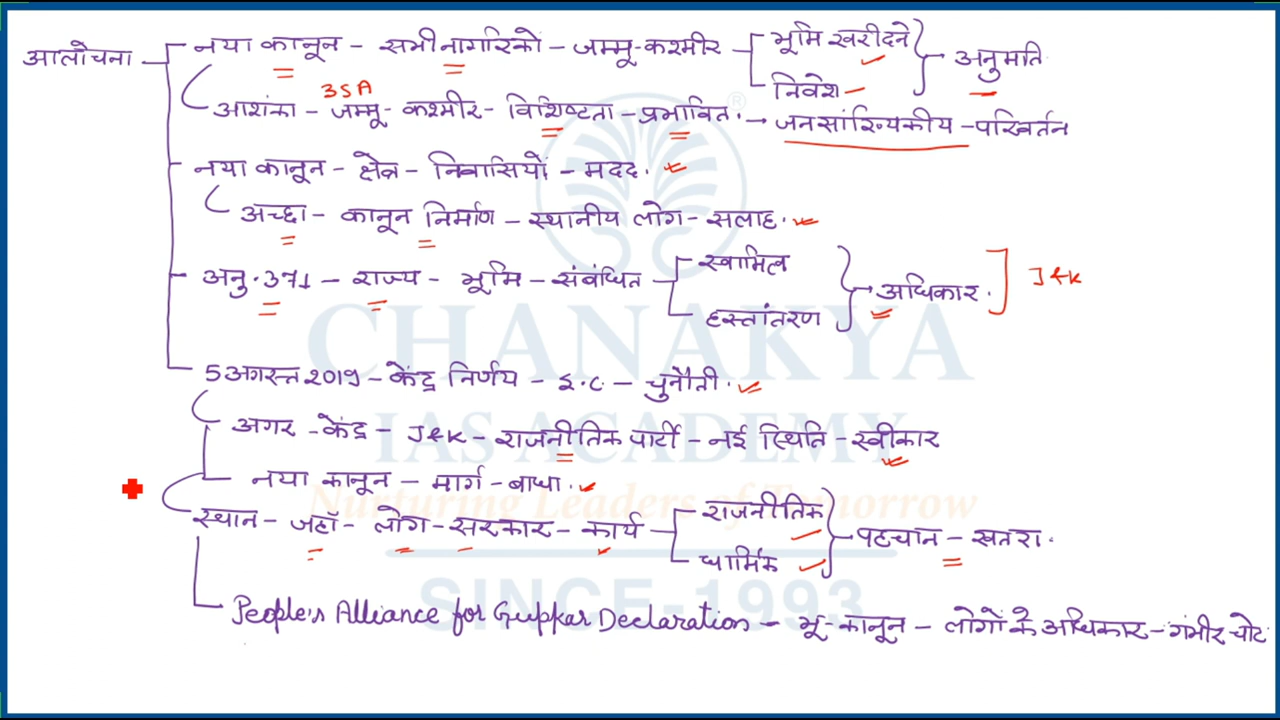 आलोचना
नया कानून - सभी नागरिकों - जम्मू-कश्मीर
भूमि खरीदने
निवेश
अनुमति
35A
आशंका - जम्मू-कश्मीर - विशिष्टता - प्रभावित → जनसांख्यिकीय - परिवर्तन
नया कानून - क्षेत्र - निवासियों - मदद.
अच्छा - कानून निर्माण - स्थानीय लोग - सलाह.
अनु. 371 - राज्य - भूमि - संबंधित
स्वामित्व
हस्तांतरण
अधिकार.
J&K
5 अगस्त 2019 - केंद्र निर्णय - S.C - चुनौती.
अगर - केंद्र - J&K - राजनीतिक पार्टी - नई स्थिति - स्वीकार
नया कानून - मार्ग - बाधा.
स्थान - जहाँ - लोग - सरकार - कार्य
राजनीतिक
धार्मिक
पहचान - खतरा.
People's Alliance for Gupkar Declaration - भू-कानून - लोगों के अधिकार - गंभीर चोट
CHANAKYA
IAS ACADEMY
Nurturing Leaders of Tomorrow
SINCE-1993